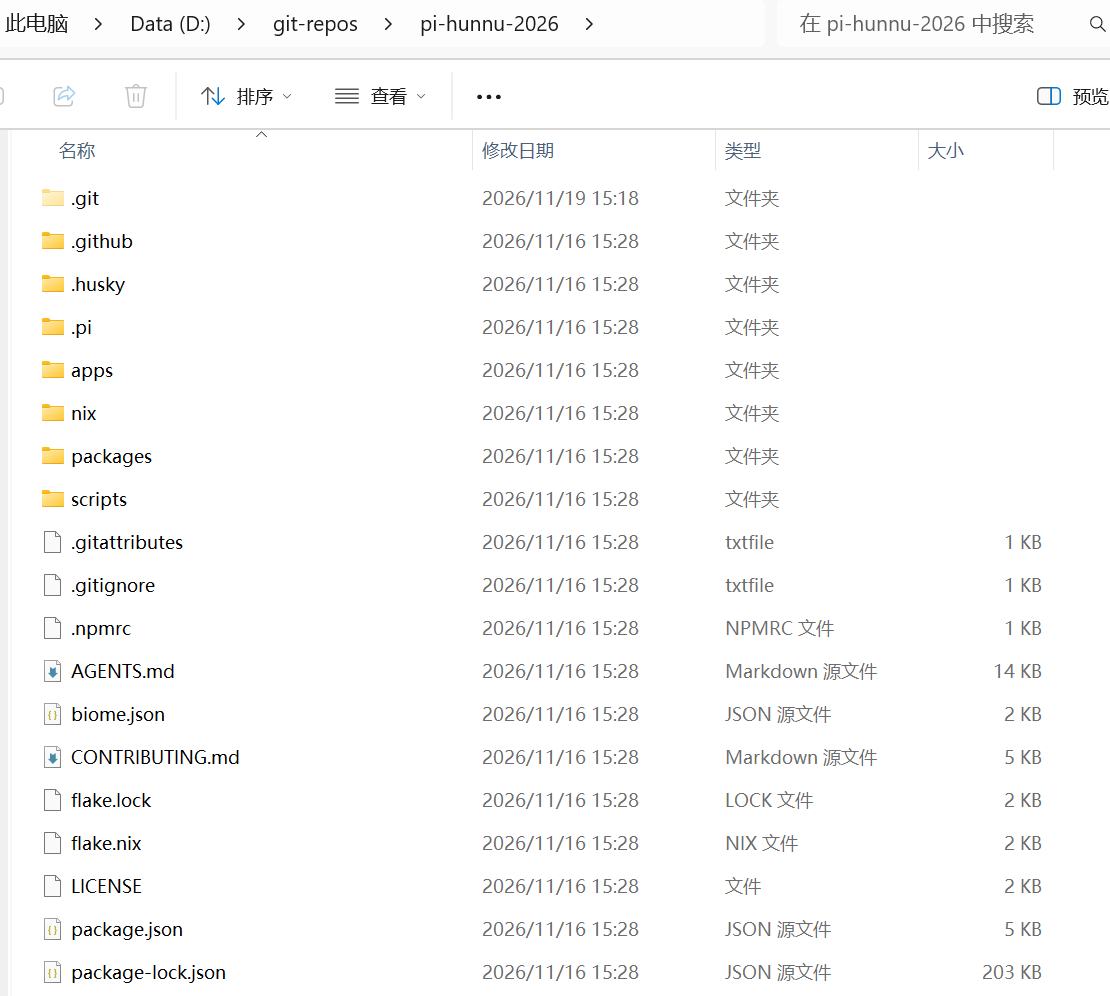 此电脑 > Data (D:) > git-repos > pi-hunnu-2026 > 在 pi-hunnu-2026 中搜索
排序 查看 ••• 预览
名称 修改日期 类型 大小
.git 2026/11/19 15:18 文件夹
.github 2026/11/16 15:28 文件夹
.husky 2026/11/16 15:28 文件夹
.pi 2026/11/16 15:28 文件夹
apps 2026/11/16 15:28 文件夹
nix 2026/11/16 15:28 文件夹
packages 2026/11/16 15:28 文件夹
scripts 2026/11/16 15:28 文件夹
.gitattributes 2026/11/16 15:28 txtfile 1 KB
.gitignore 2026/11/16 15:28 txtfile 1 KB
.npmrc 2026/11/16 15:28 NPMRC 文件 1 KB
AGENTS.md 2026/11/16 15:28 Markdown 源文件 14 KB
biome.json 2026/11/16 15:28 JSON 源文件 2 KB
CONTRIBUTING.md 2026/11/16 15:28 Markdown 源文件 5 KB
flake.lock 2026/11/16 15:28 LOCK 文件 2 KB
flake.nix 2026/11/16 15:28 NIX 文件 2 KB
LICENSE 2026/11/16 15:28 文件 2 KB
package.json 2026/11/16 15:28 JSON 源文件 5 KB
package-lock.json 2026/11/16 15:28 JSON 源文件 203 KB